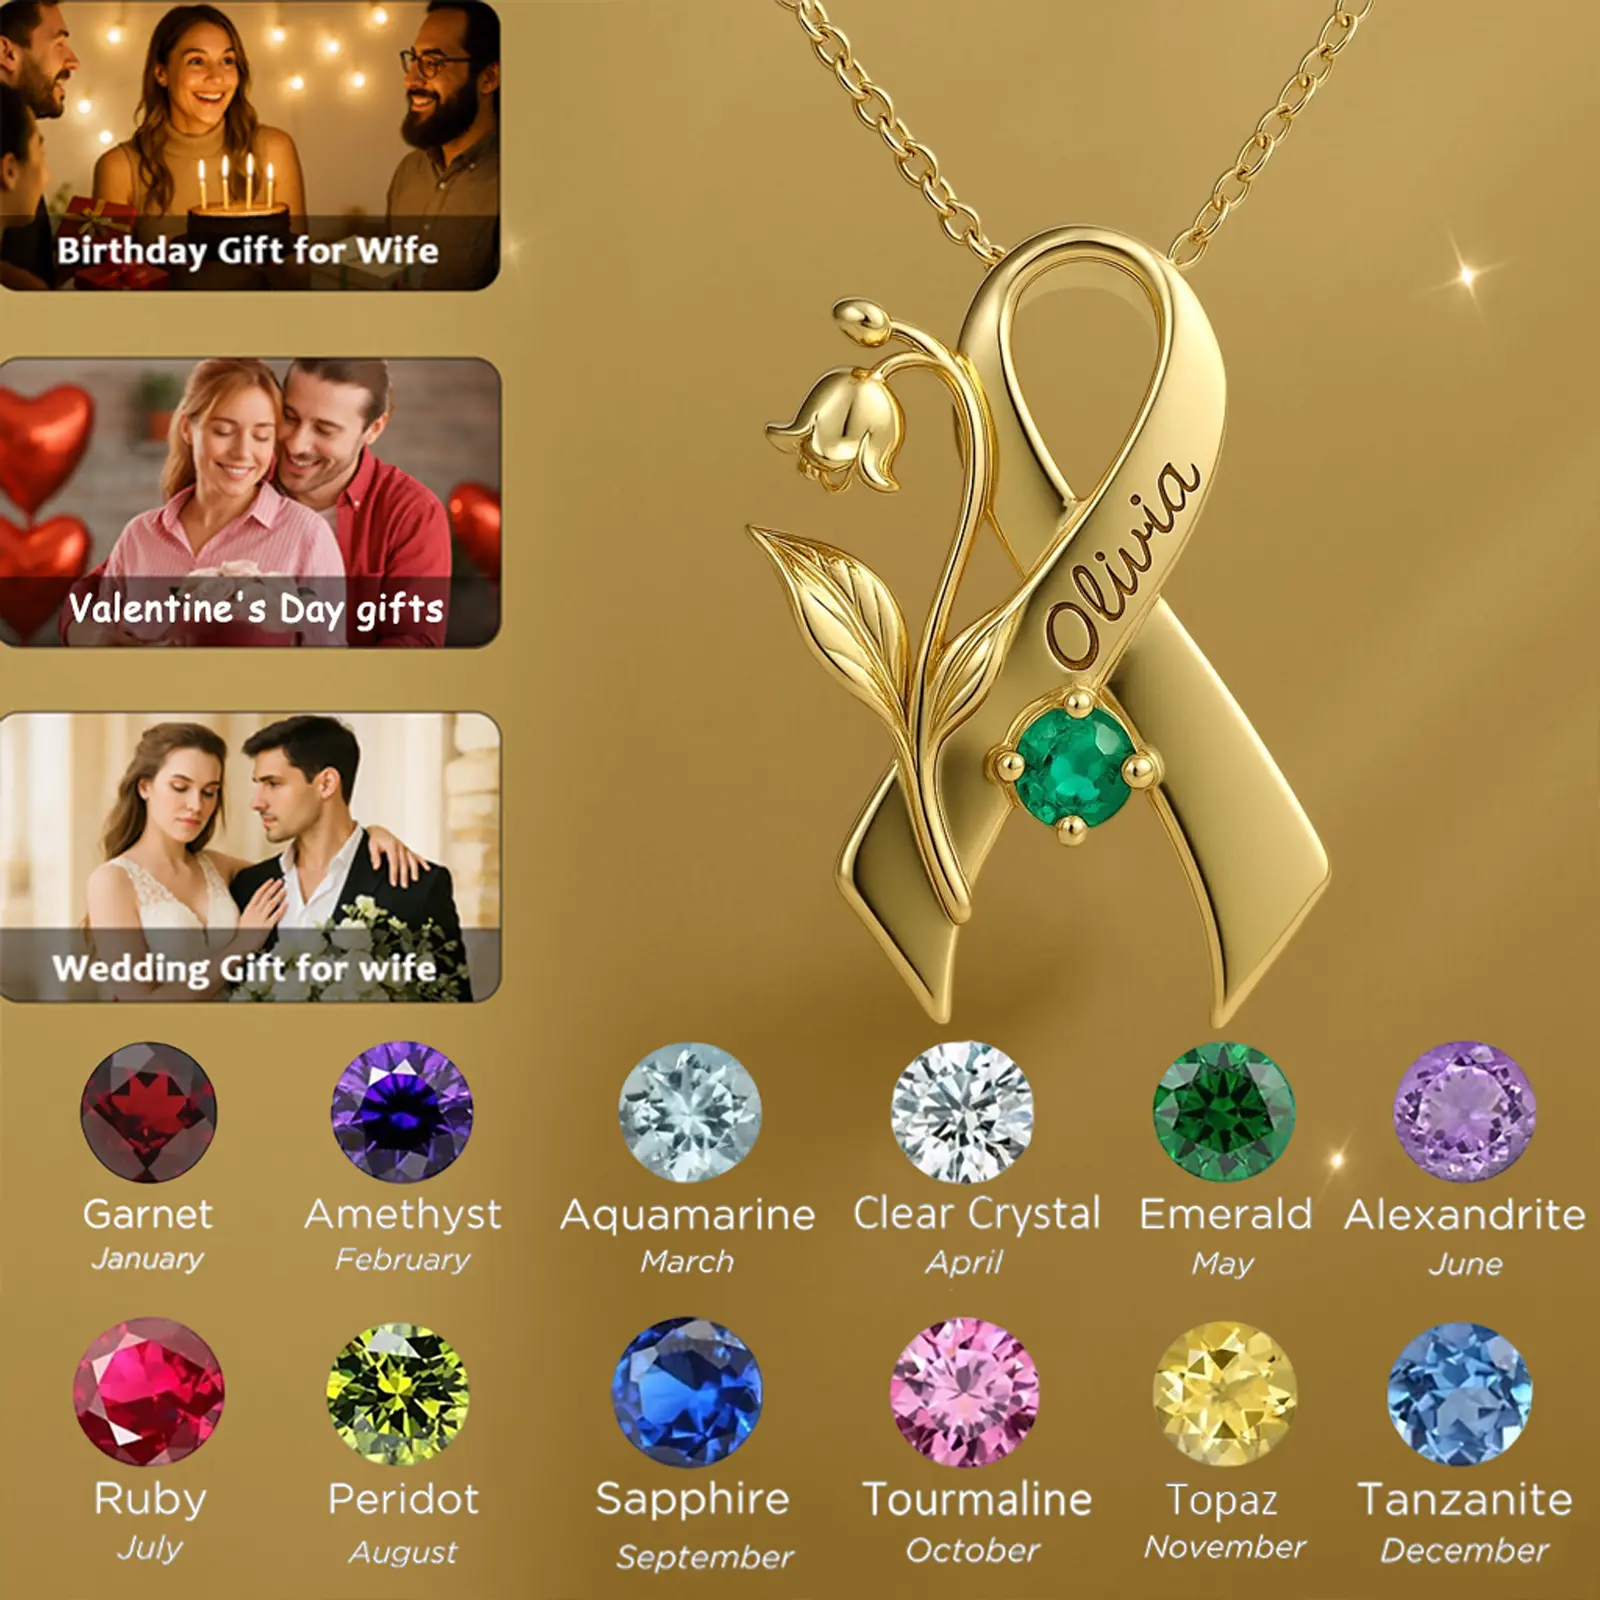 Birthday Gift for Wife
Valentine's Day gifts
Wedding Gift for wife
Olivia
Garnet
January
Amethyst
February
Aquamarine
March
Clear Crystal
April
Emerald
May
Alexandrite
June
Ruby
July
Peridot
August
Sapphire
September
Tourmaline
October
Topaz
November
Tanzanite
December